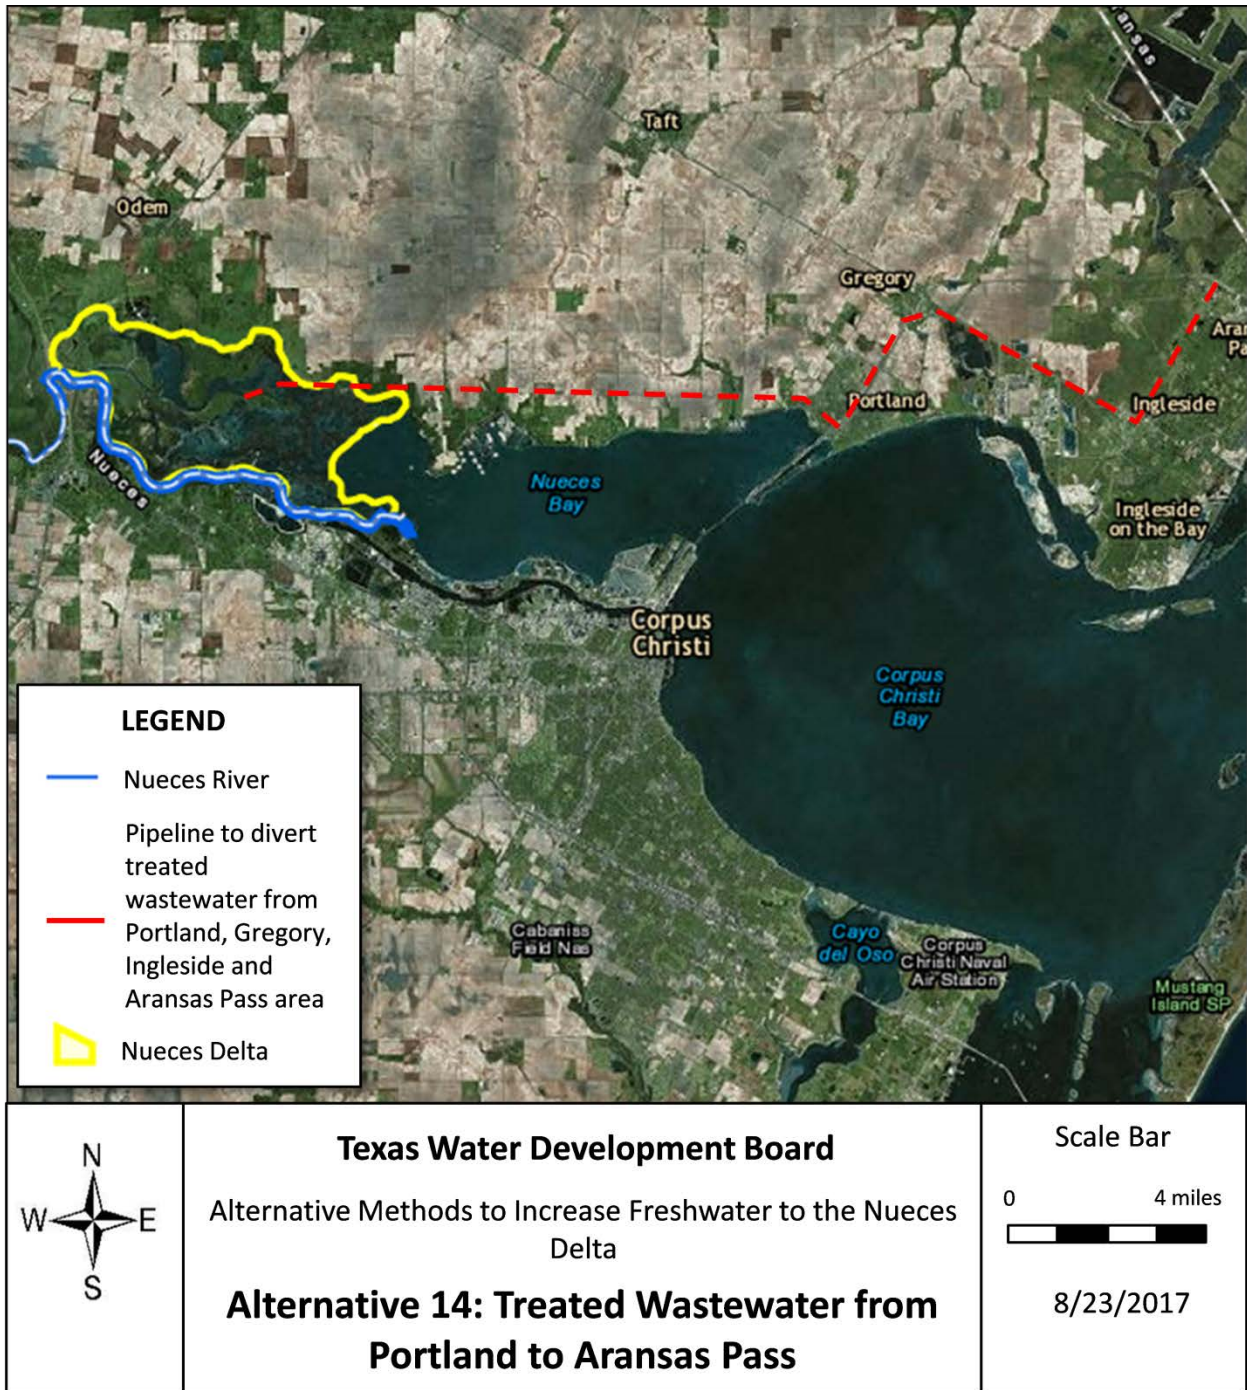 ransas
Taft
Odem
Gregory
Aran
Pa
Portland
Ingleside
Nueces
Nueces
Bay
Ingleside
on the Bay
Corpus
Christi
Corpus
Christi
Bay
LEGEND
Nueces River
Pipeline to divert
treated
wastewater from
Portland, Gregory,
Ingleside and
Aransas Pass area
Nueces Delta
Cabaniss
Field Nas
Cayo
del Oso
Corpus
Christi Naval
Air Station
Mustang
Island SP
N
W E
S
Texas Water Development Board
Alternative Methods to Increase Freshwater to the Nueces
Delta
Alternative 14: Treated Wastewater from
Portland to Aransas Pass
Scale Bar
0 4 miles
8/23/2017